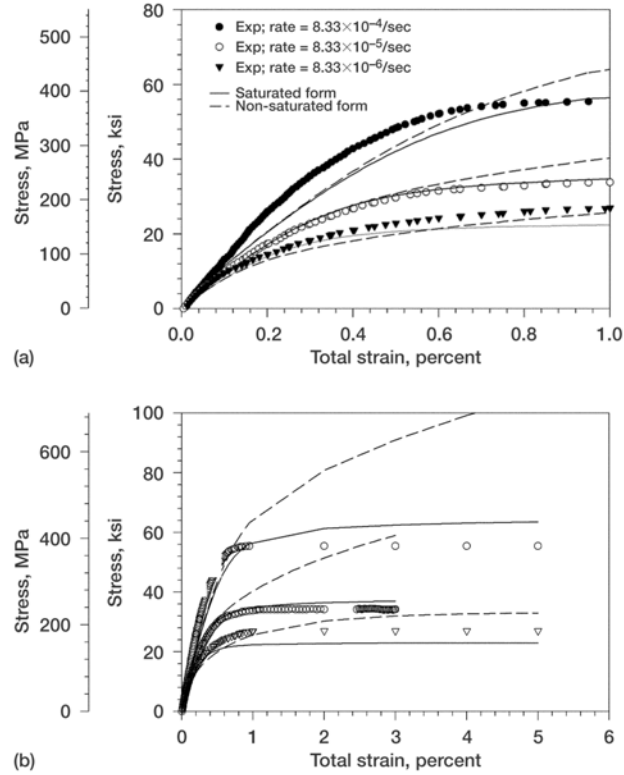 Exp; rate = 8.33×10–4/sec
Exp; rate = 8.33×10–5/sec
Exp; rate = 8.33×10–6/sec
Saturated form
Non-saturated form
Stress, MPa
500
400
300
200
100
0
Stress, ksi
80
60
40
20
0
0.0 0.2 0.4 0.6 0.8 1.0
Total strain, percent
(a)
Stress, MPa
600
400
200
0
Stress, ksi
100
80
60
40
20
0
0 1 2 3 4 5 6
Total strain, percent
(b)